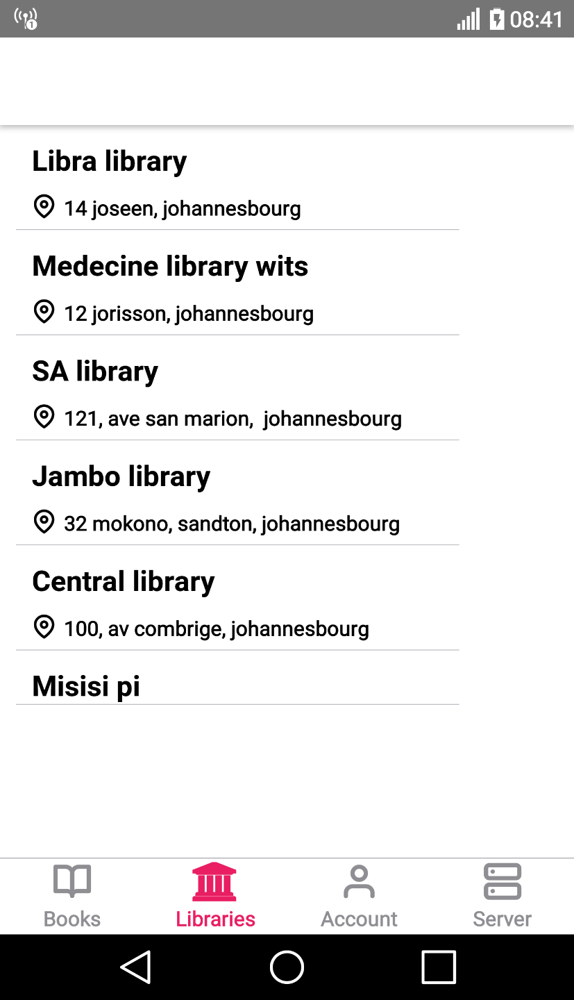 08:41
Libra library
14 joseen, johannesbourg
Medecine library wits
12 jorisson, johannesbourg
SA library
121, ave san marion,  johannesbourg
Jambo library
32 mokono, sandton, johannesbourg
Central library
100, av combrige, johannesbourg
Misisi pi
Books Libraries Account Server